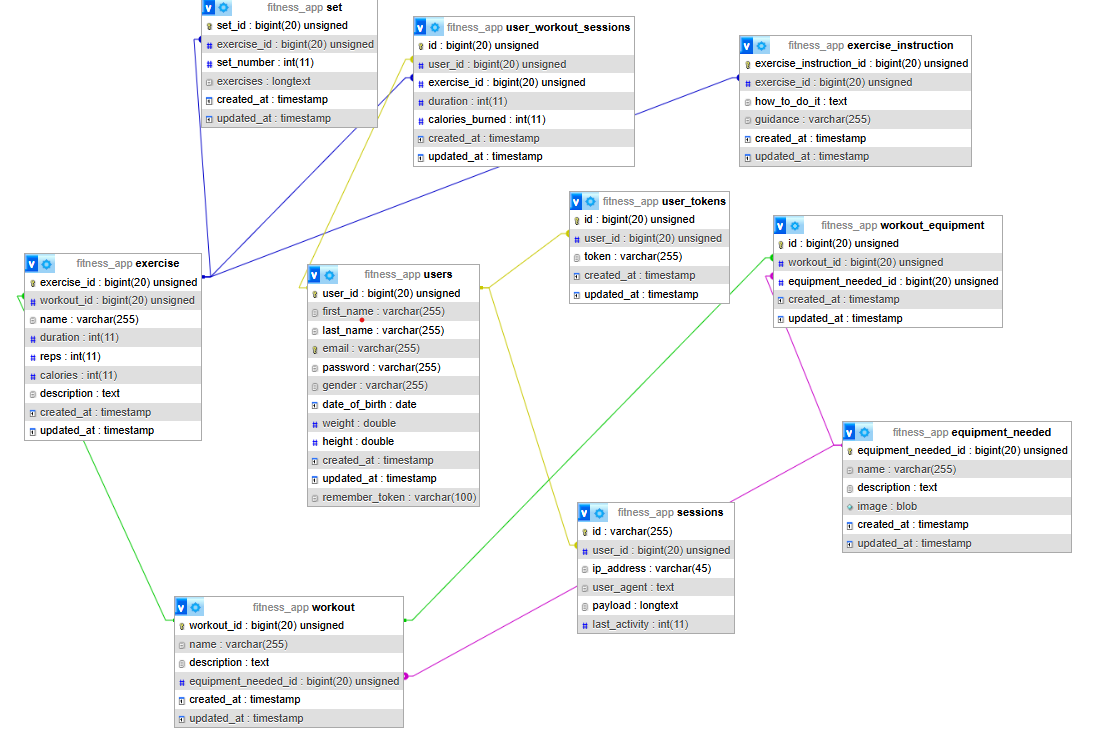 fitness_app set
set_id : bigint(20) unsigned
exercise_id : bigint(20) unsigned
set_number : int(11)
exercises : longtext
created_at : timestamp
updated_at : timestamp
fitness_app user_workout_sessions
id : bigint(20) unsigned
user_id : bigint(20) unsigned
exercise_id : bigint(20) unsigned
duration : int(11)
calories_burned : int(11)
created_at : timestamp
updated_at : timestamp
fitness_app exercise_instruction
exercise_instruction_id : bigint(20) unsigned
exercise_id : bigint(20) unsigned
how_to_do_it : text
guidance : varchar(255)
created_at : timestamp
updated_at : timestamp
fitness_app user_tokens
id : bigint(20) unsigned
user_id : bigint(20) unsigned
token : varchar(255)
created_at : timestamp
updated_at : timestamp
fitness_app workout_equipment
id : bigint(20) unsigned
workout_id : bigint(20) unsigned
equipment_needed_id : bigint(20) unsigned
created_at : timestamp
updated_at : timestamp
fitness_app exercise
exercise_id : bigint(20) unsigned
workout_id : bigint(20) unsigned
name : varchar(255)
duration : int(11)
reps : int(11)
calories : int(11)
description : text
created_at : timestamp
updated_at : timestamp
fitness_app users
user_id : bigint(20) unsigned
first_name : varchar(255)
last_name : varchar(255)
email : varchar(255)
password : varchar(255)
gender : varchar(255)
date_of_birth : date
weight : double
height : double
created_at : timestamp
updated_at : timestamp
remember_token : varchar(100)
fitness_app equipment_needed
equipment_needed_id : bigint(20) unsigned
name : varchar(255)
description : text
image : blob
created_at : timestamp
updated_at : timestamp
fitness_app sessions
id : varchar(255)
user_id : bigint(20) unsigned
ip_address : varchar(45)
user_agent : text
payload : longtext
last_activity : int(11)
fitness_app workout
workout_id : bigint(20) unsigned
name : varchar(255)
description : text
equipment_needed_id : bigint(20) unsigned
created_at : timestamp
updated_at : timestamp